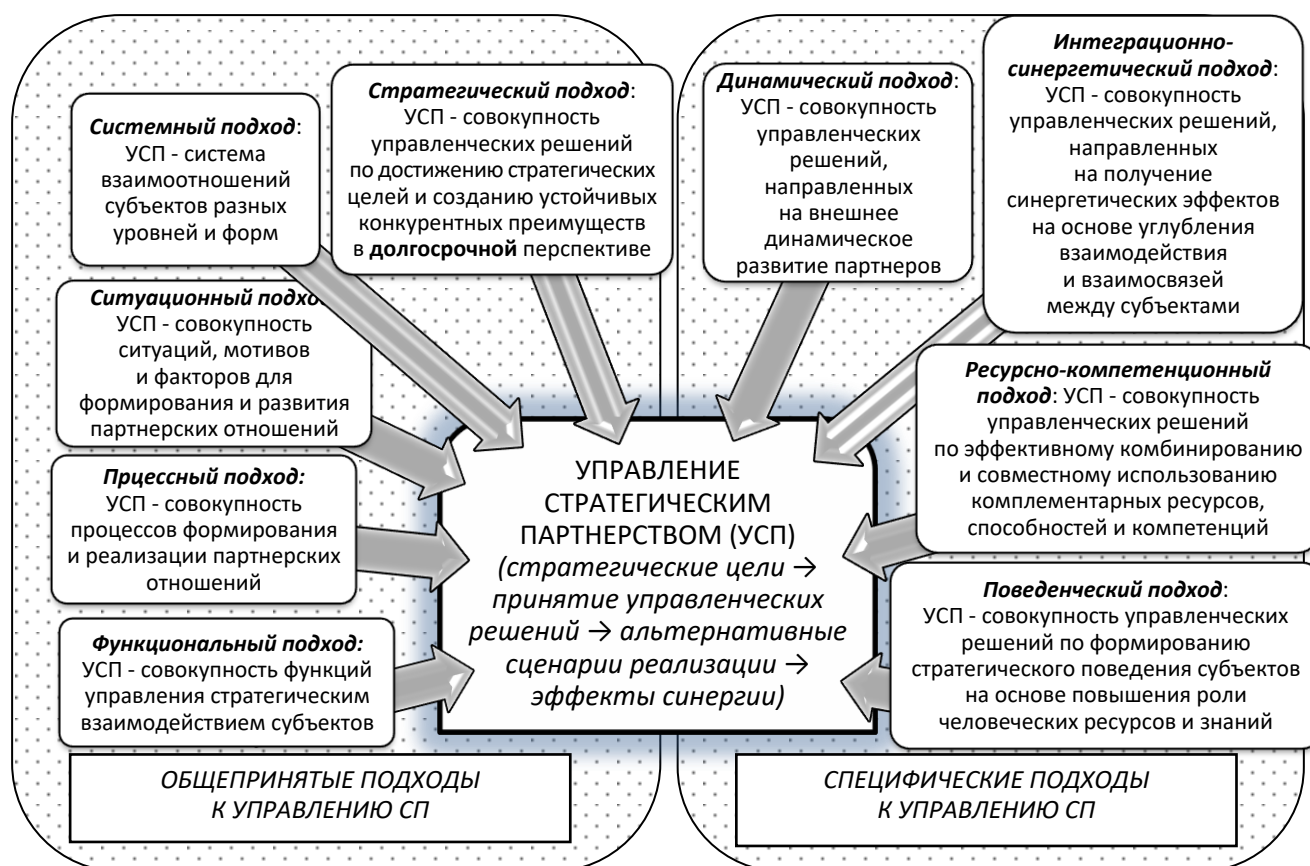 Системный подход:
УСП - система
взаимоотношений
субъектов разных
уровней и форм
Стратегический подход:
УСП - совокупность
управленческих решений
по достижению стратегических
целей и созданию устойчивых
конкурентных преимуществ
в долгосрочной перспективе
Ситуационный подход
УСП - совокупность
ситуаций, мотивов
и факторов для
формирования и развития
партнерских отношений
Прцессный подход:
УСП - совокупность
процессов формирования
и реализации партнерских
отношений
Функциональный подход:
УСП - совокупность функций
управления стратегическим
взаимодействием субъектов
Динамический подход:
УСП - совокупность
управленческих
решений,
направленных
на внешнее
динамическое
развитие партнеров
Интеграционно-
синергетический подход:
УСП - совокупность
управленческих решений,
направленных
на получение
синергетических эффектов
на основе углубления
взаимодействия
и взаимосвязей
между субъектами
Ресурсно-компетенционный
подход: УСП - совокупность
управленческих решений
по эффективному комбинированию
и совместному использованию
комплементарных ресурсов,
способностей и компетенций
Поведенческий подход:
УСП - совокупность управленческих
решений по формированию
стратегического поведения субъектов
на основе повышения роли
человеческих ресурсов и знаний
УПРАВЛЕНИЕ
СТРАТЕГИЧЕСКИМ
ПАРТНЕРСТВОМ (УСП)
(стратегические цели →
принятие управленческих
решений → альтернативные
сценарии реализации →
эффекты синергии)
ОБЩЕПРИНЯТЫЕ ПОДХОДЫ
К УПРАВЛЕНИЮ СП
СПЕЦИФИЧЕСКИЕ ПОДХОДЫ
К УПРАВЛЕНИЮ СП